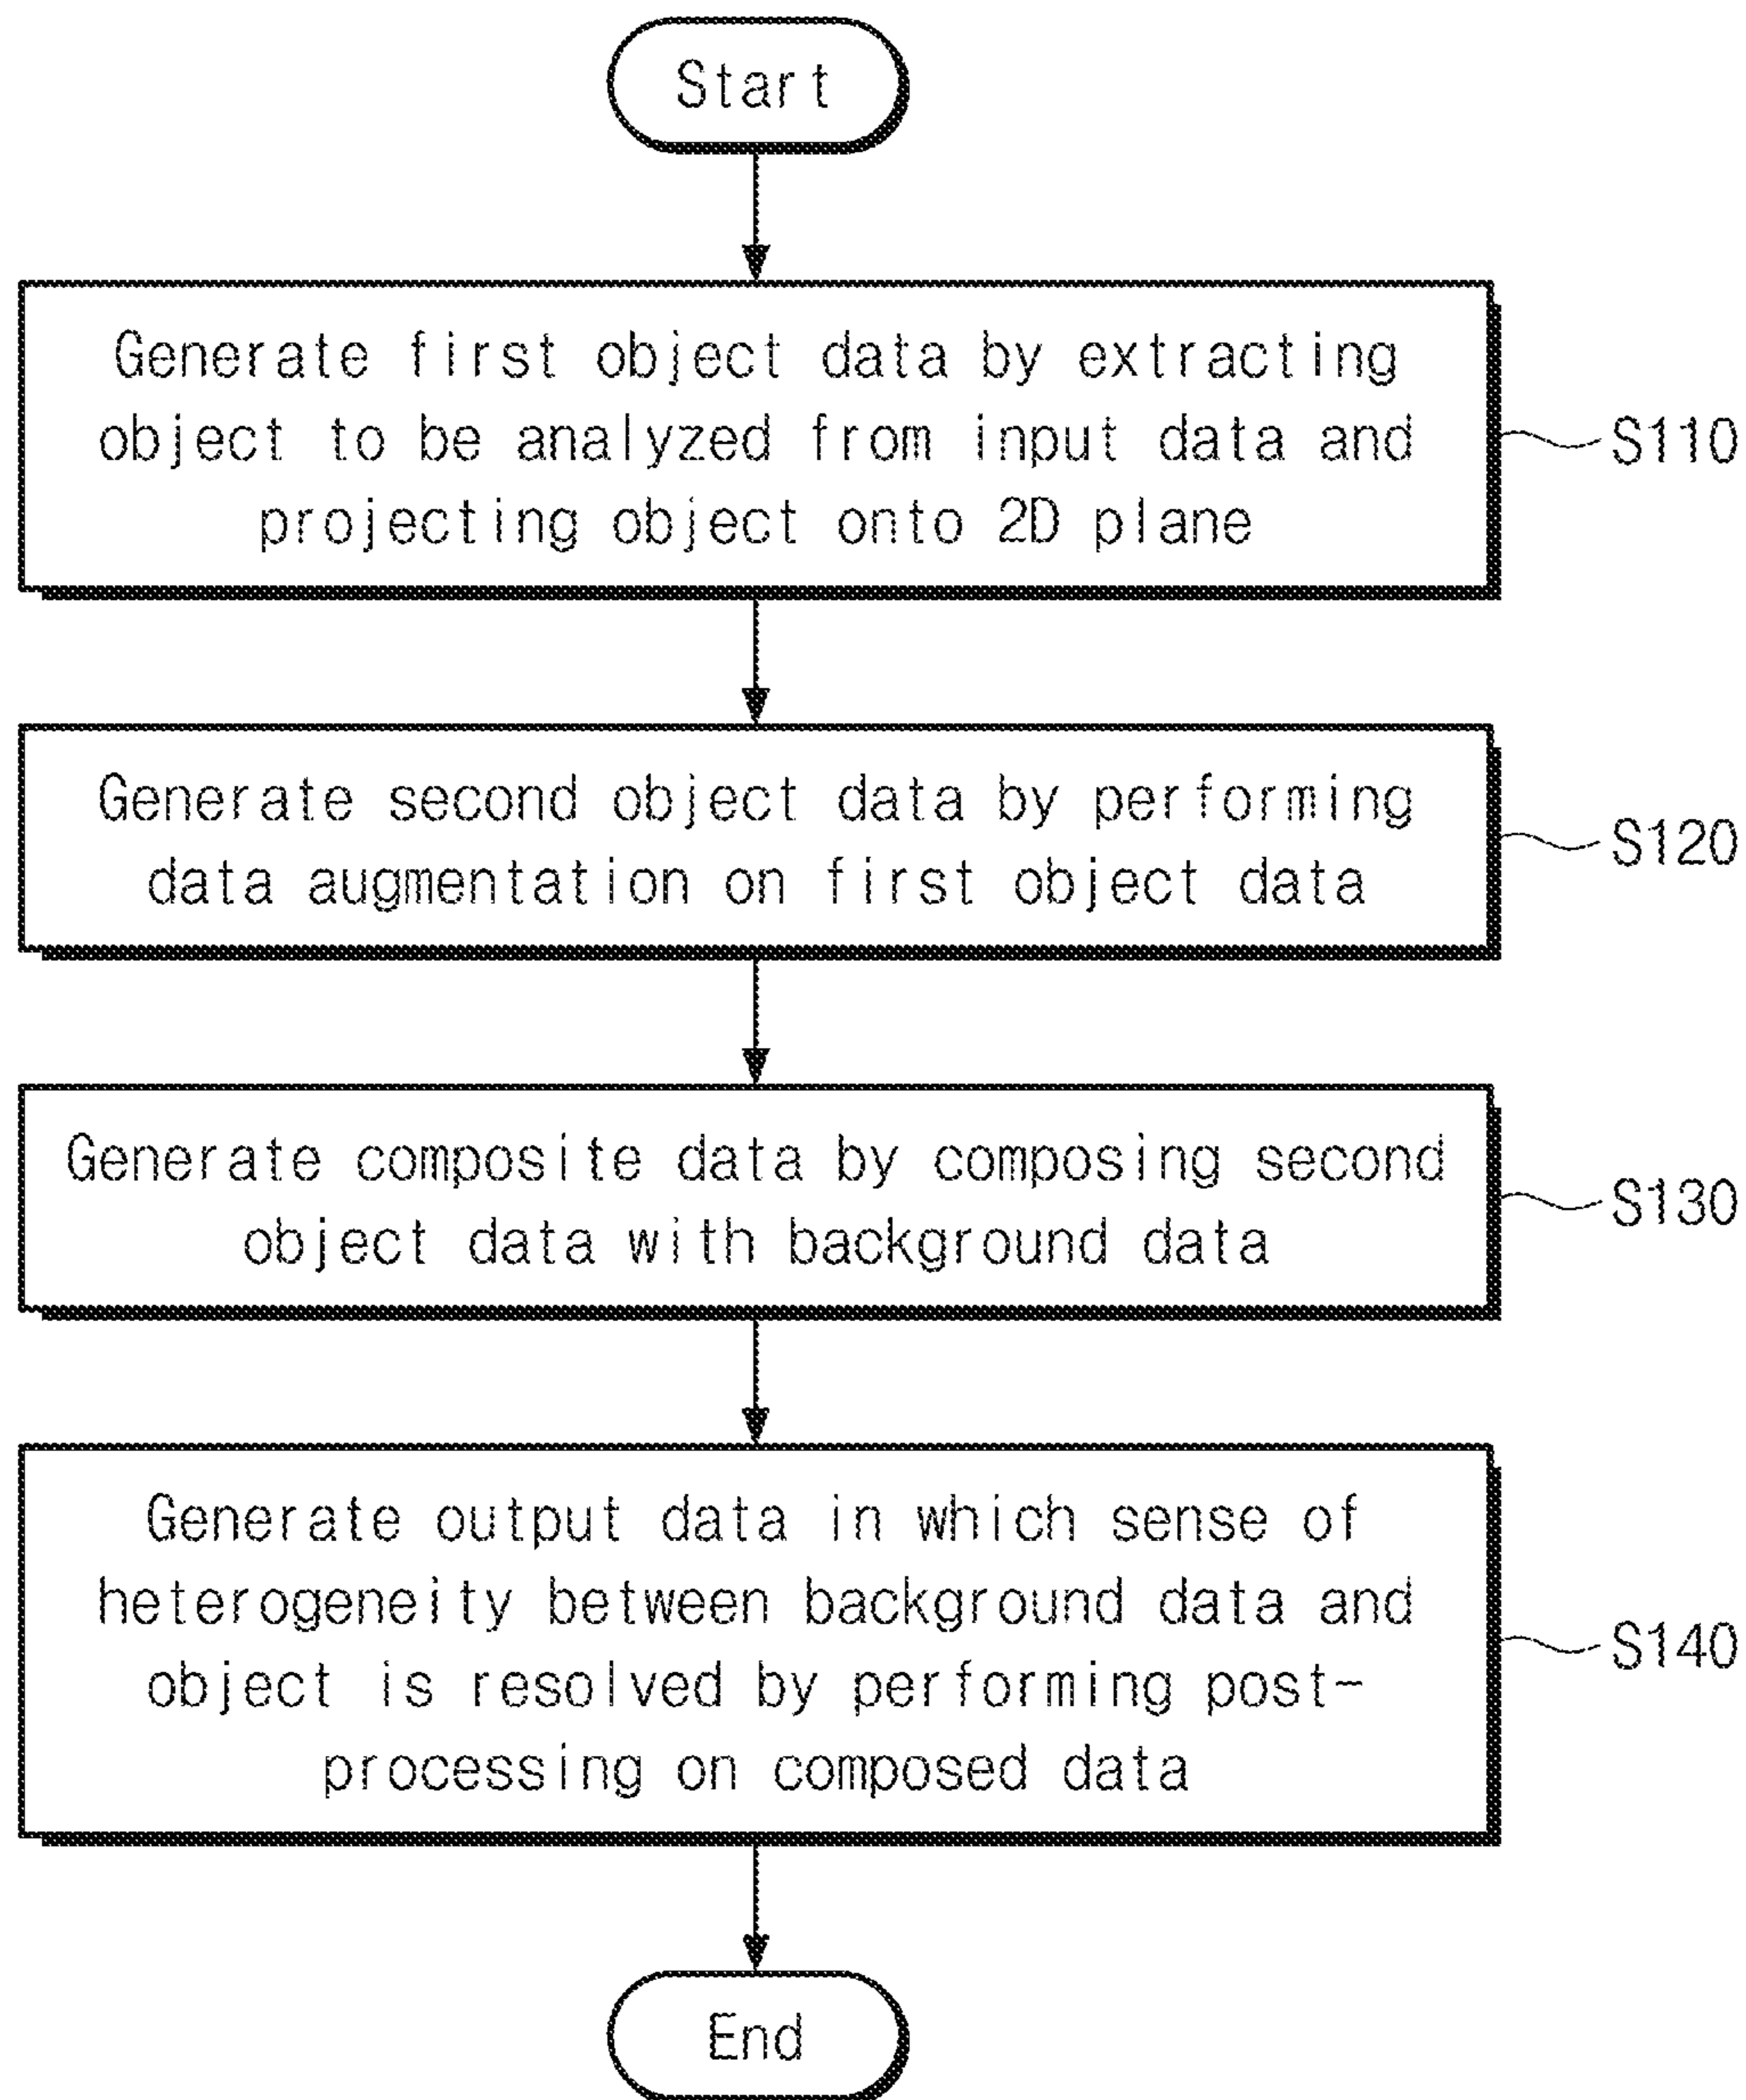 Start
Generate first object data by extracting
object to be analyzed from input data and
projecting object onto 2D plane
S110
Generate second object data by performing
data augmentation on first object data
S120
Generate composite data by composing second
object data with background data
S130
Generate output data in which sense of
heterogeneity between background data and
object is resolved by performing post-
processing on composed data
S140
End